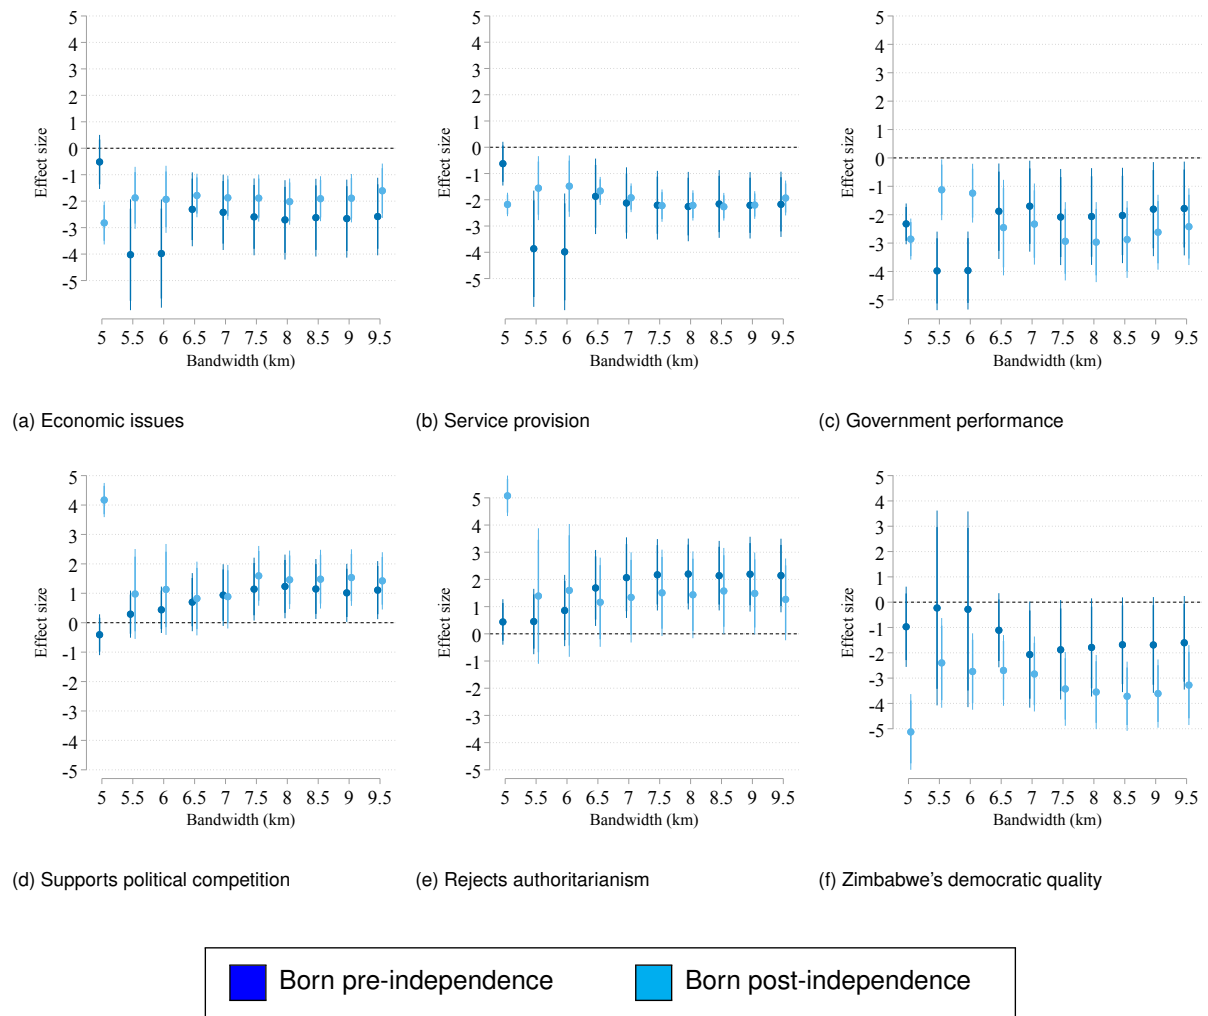 5
4
3
2
1
0
-1
-2
-3
-4
-5
Effect size
5 5.5 6 6.5 7 7.5 8 8.5 9 9.5
Bandwidth (km)
(a) Economic issues
5
4
3
2
1
0
-1
-2
-3
-4
-5
Effect size
5 5.5 6 6.5 7 7.5 8 8.5 9 9.5
Bandwidth (km)
(b) Service provision
5
4
3
2
1
0
-1
-2
-3
-4
-5
Effect size
5 5.5 6 6.5 7 7.5 8 8.5 9 9.5
Bandwidth (km)
(c) Government performance
5
4
3
2
1
0
-1
-2
-3
-4
-5
Effect size
5 5.5 6 6.5 7 7.5 8 8.5 9 9.5
Bandwidth (km)
(d) Supports political competition
5
4
3
2
1
0
-1
-2
-3
-4
-5
Effect size
5 5.5 6 6.5 7 7.5 8 8.5 9 9.5
Bandwidth (km)
(e) Rejects authoritarianism
5
4
3
2
1
0
-1
-2
-3
-4
-5
Effect size
5 5.5 6 6.5 7 7.5 8 8.5 9 9.5
Bandwidth (km)
(f) Zimbabwe's democratic quality
Born pre-independence
Born post-independence